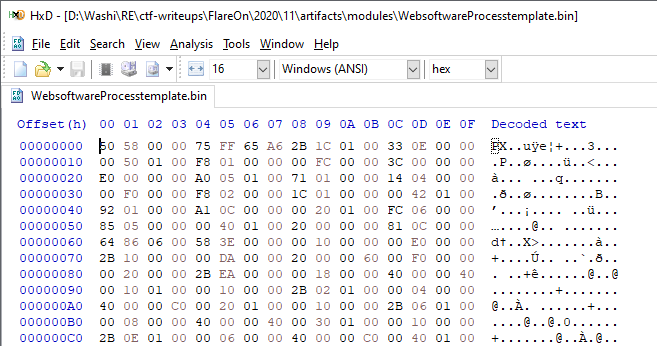 HxD - [D:\Washi\RE\ctf-writeups\FlareOn\2020\11\artifacts\modules\WebsoftwareProcesstemplate.bin]
File Edit Search View Analysis Tools Window Help
16 Windows (ANSI) hex
WebsoftwareProcesstemplate.bin
Offset(h) 00 01 02 03 04 05 06 07 08 09 0A 0B 0C 0D 0E 0F Decoded text
00000000 50 58 00 00 75 FF 65 A6 2B 1C 01 00 33 0E 00 00 PX..uÿe¦+...3...
00000010 00 50 01 00 F8 01 00 00 00 FC 00 00 3C 00 00 00 .P..ø....ü..<...
00000020 E0 00 00 00 A0 05 01 00 71 01 00 00 14 04 00 00 à... ...q.......
00000030 00 F0 00 00 F8 02 00 00 1C 01 00 00 00 42 01 00 .ð..ø........B..
00000040 92 01 00 00 A1 0C 00 00 00 20 01 00 FC 06 00 00 ’...¡.... ..ü...
00000050 85 05 00 00 00 40 01 00 20 00 00 00 81 0C 00 00 …....@.. .......
00000060 64 86 06 00 58 3E 00 00 00 00 10 00 00 E0 00 00 d†..X>.......à..
00000070 2B 10 00 00 00 DA 00 00 20 00 00 60 00 F0 00 00 +....Ú.. ..`.ð..
00000080 00 20 00 00 2B EA 00 00 00 18 00 00 40 00 00 40 . ..+ê......@..@
00000090 00 10 01 00 00 10 00 00 2B 02 01 00 00 04 00 00 ........+.......
000000A0 40 00 00 C0 00 20 01 00 00 10 00 00 2B 06 01 00 @..À. ......+...
000000B0 00 08 00 00 40 00 00 40 00 30 01 00 00 10 00 00 ....@..@.0......
000000C0 2B 0E 01 00 00 06 00 00 40 00 00 C0 00 40 01 00 +.......@..À.@..